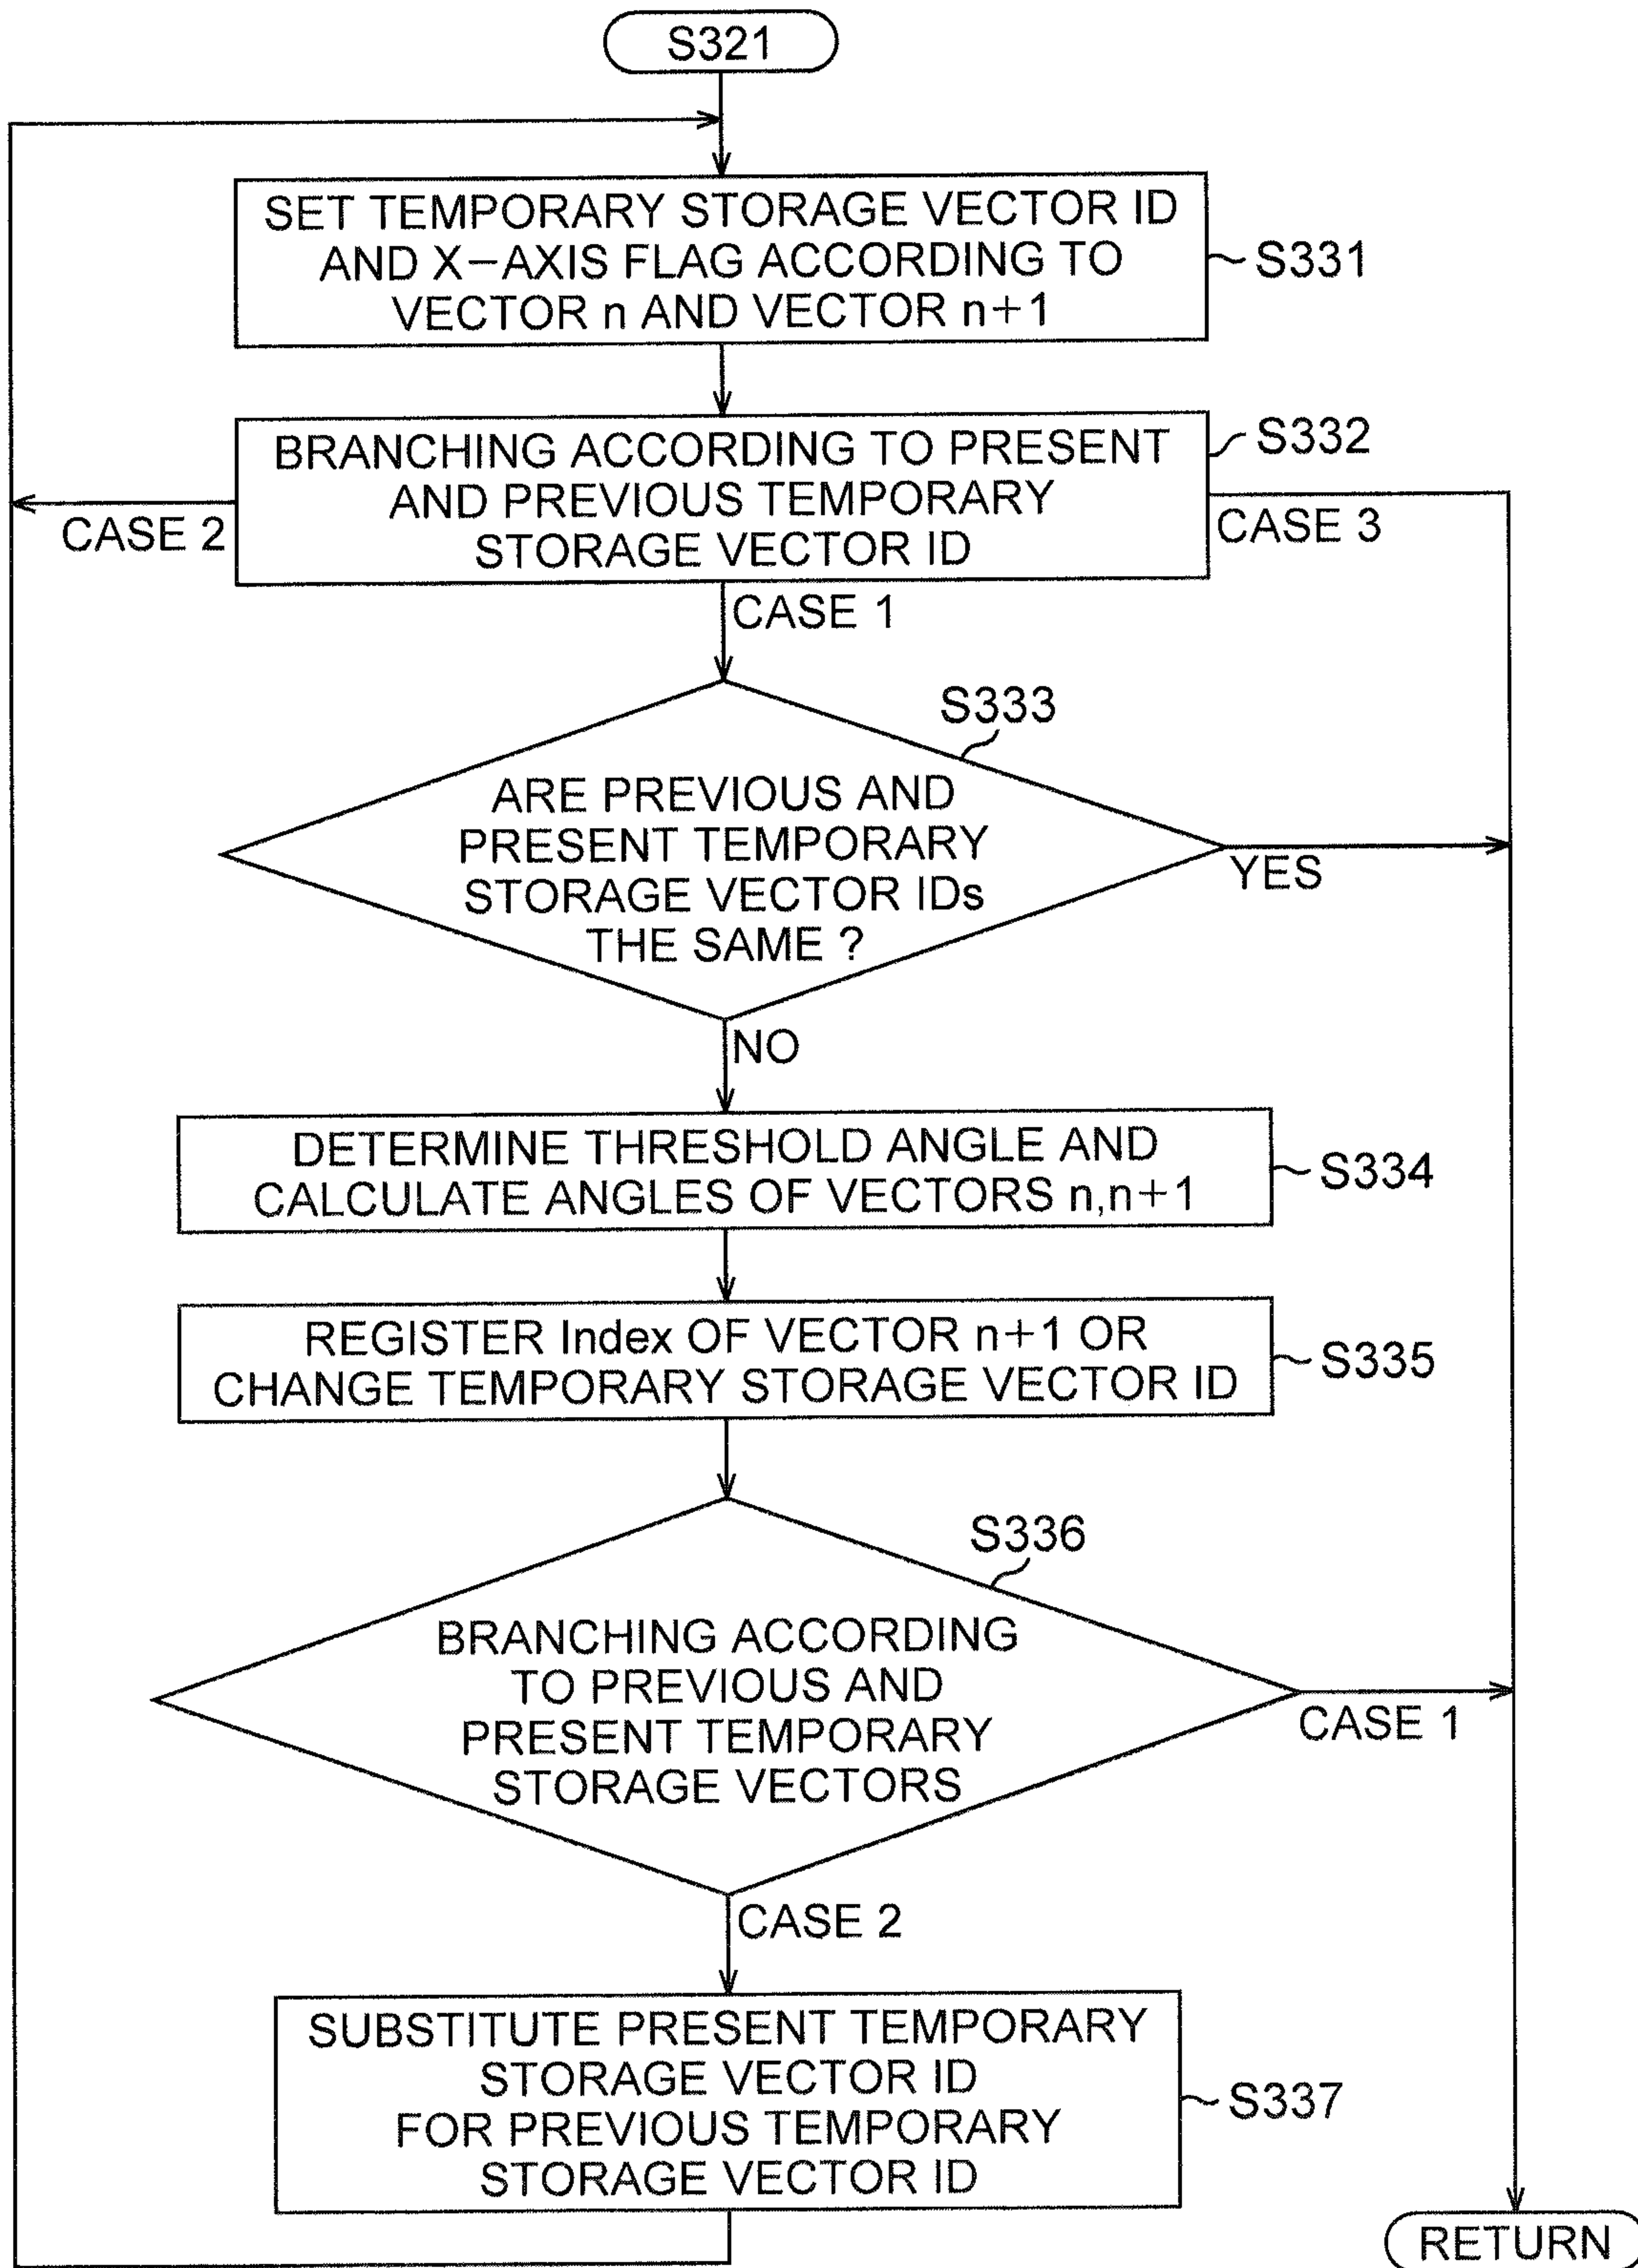 S321
SET TEMPORARY STORAGE VECTOR ID
AND X-AXIS FLAG ACCORDING TO
VECTOR n AND VECTOR n+1
S331
BRANCHING ACCORDING TO PRESENT
AND PREVIOUS TEMPORARY
STORAGE VECTOR ID
S332
CASE 2
CASE 3
CASE 1
S333
ARE PREVIOUS AND
PRESENT TEMPORARY
STORAGE VECTOR IDs
THE SAME ?
YES
NO
DETERMINE THRESHOLD ANGLE AND
CALCULATE ANGLES OF VECTORS n,n+1
S334
REGISTER Index OF VECTOR n+1 OR
CHANGE TEMPORARY STORAGE VECTOR ID
S335
S336
BRANCHING ACCORDING
TO PREVIOUS AND
PRESENT TEMPORARY
STORAGE VECTORS
CASE 1
CASE 2
SUBSTITUTE PRESENT TEMPORARY
STORAGE VECTOR ID
FOR PREVIOUS TEMPORARY
STORAGE VECTOR ID
S337
RETURN